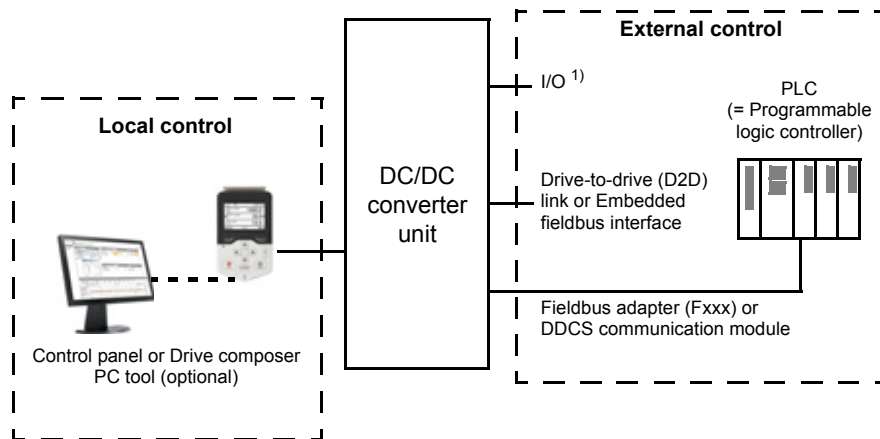 Local control
Control panel or Drive composer
PC tool (optional)
DC/DC
converter
unit
External control
I/O 1)
PLC
(= Programmable
logic controller)
Drive-to-drive (D2D)
link or Embedded
fieldbus interface
Fieldbus adapter (Fxxx) or
DDCS communication module